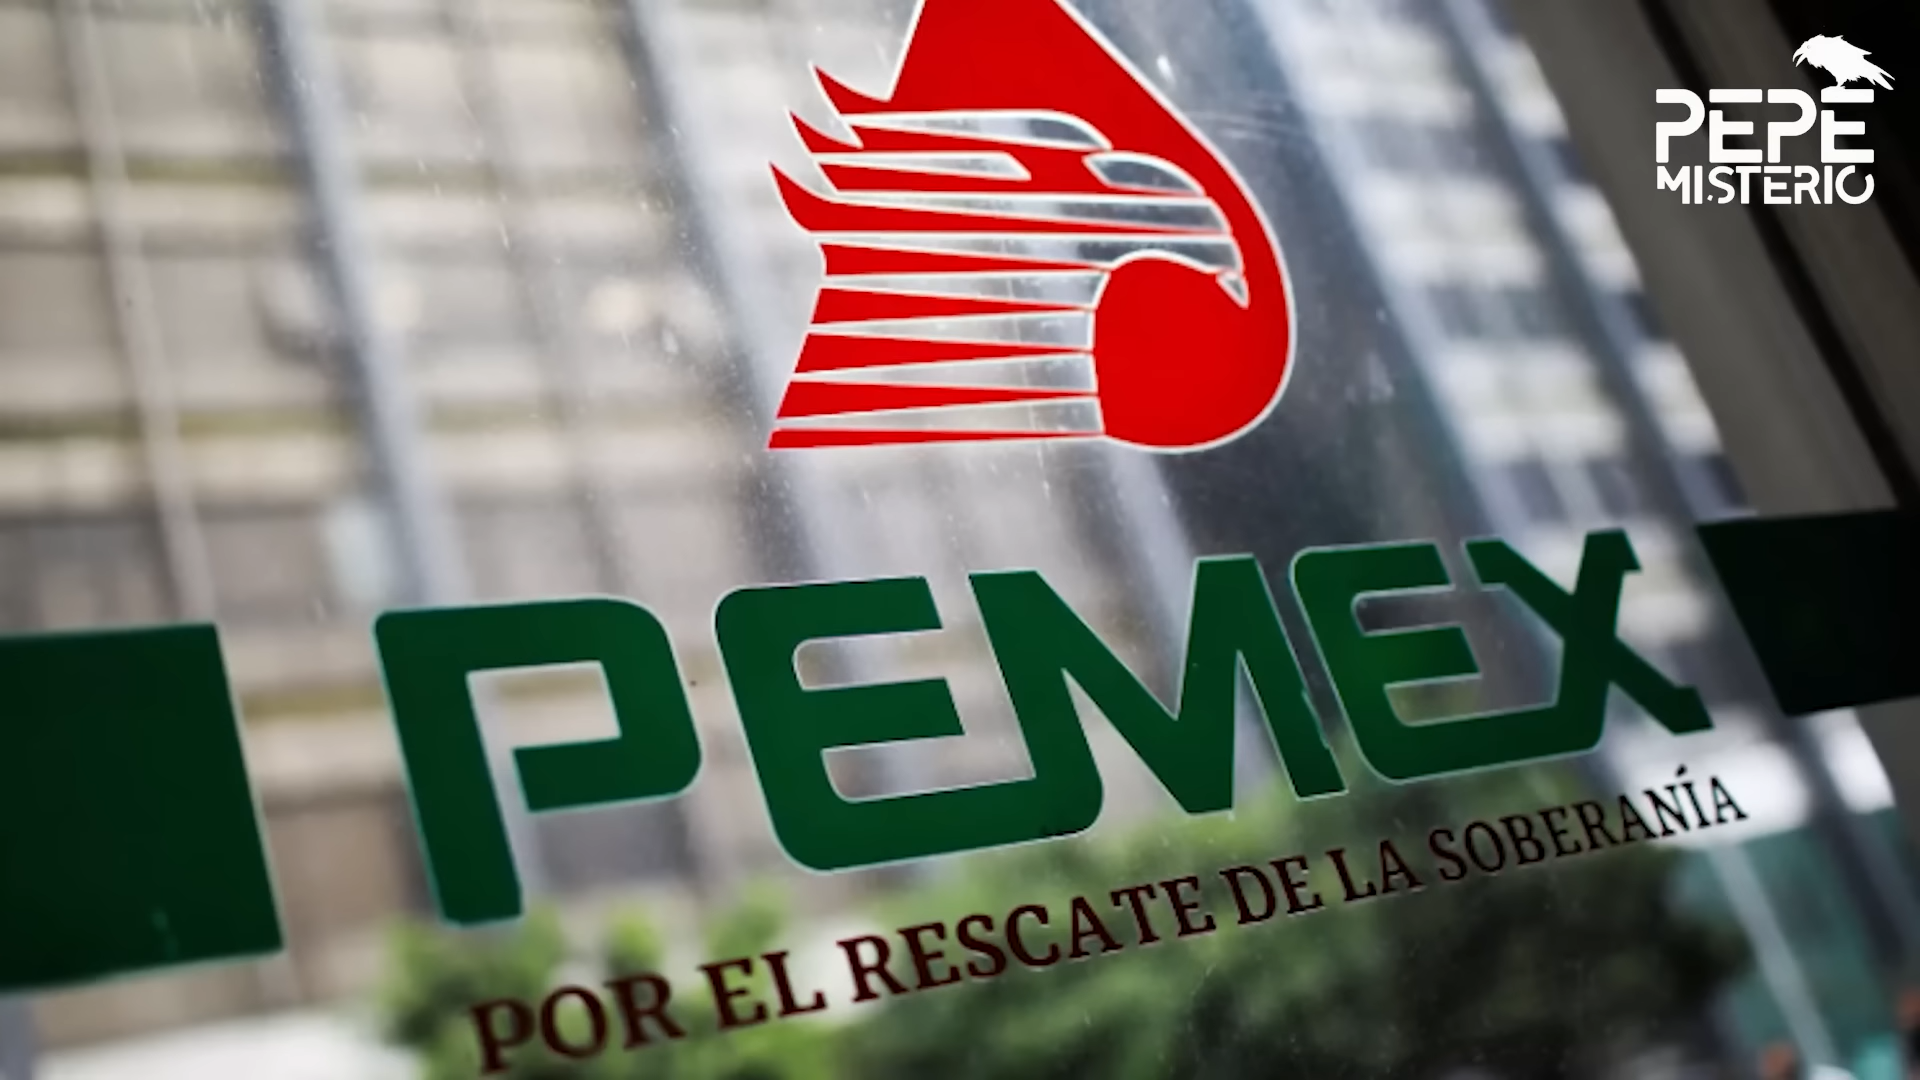 PEPE
MISTERIO
PEMEX
POR EL RESCATE DE LA SOBERANÍA